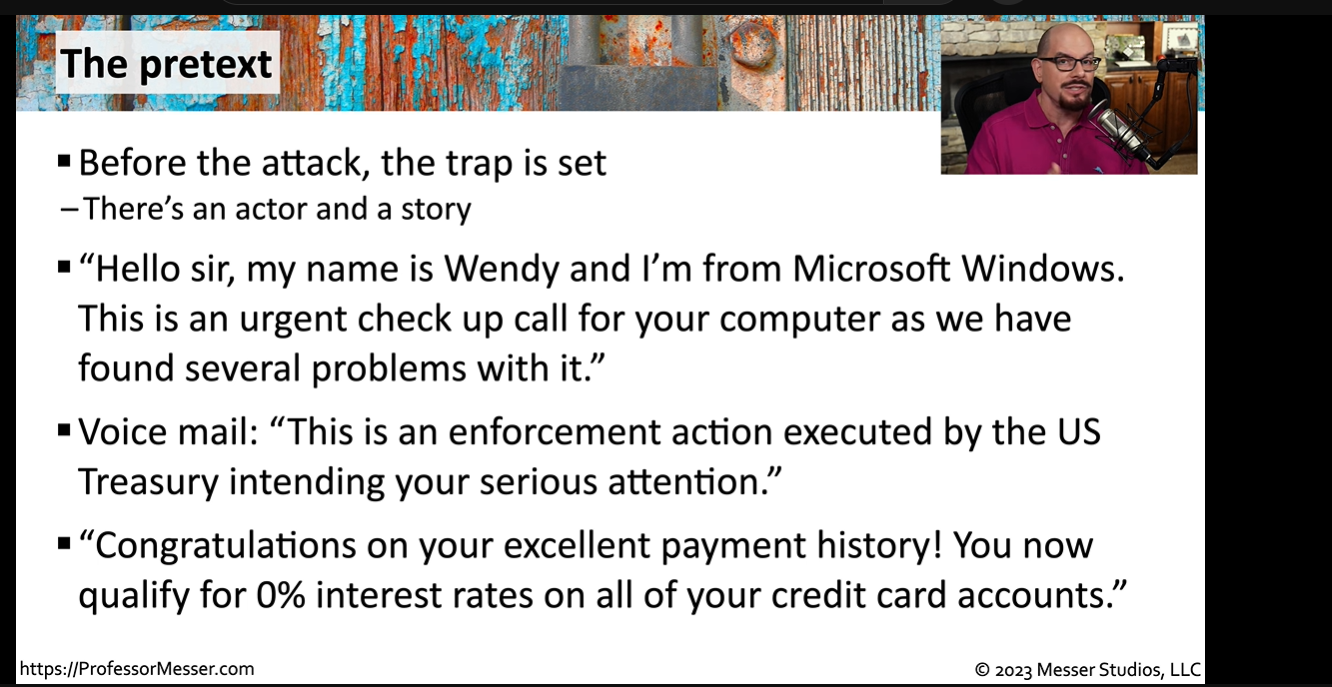 The pretext
▪ Before the attack, the trap is set
– There’s an actor and a story
▪ “Hello sir, my name is Wendy and I’m from Microsoft Windows.
This is an urgent check up call for your computer as we have
found several problems with it.”
▪ Voice mail: “This is an enforcement action executed by the US
Treasury intending your serious attention.”
▪ “Congratulations on your excellent payment history! You now
qualify for 0% interest rates on all of your credit card accounts.”
https://ProfessorMesser.com
© 2023 Messer Studios, LLC